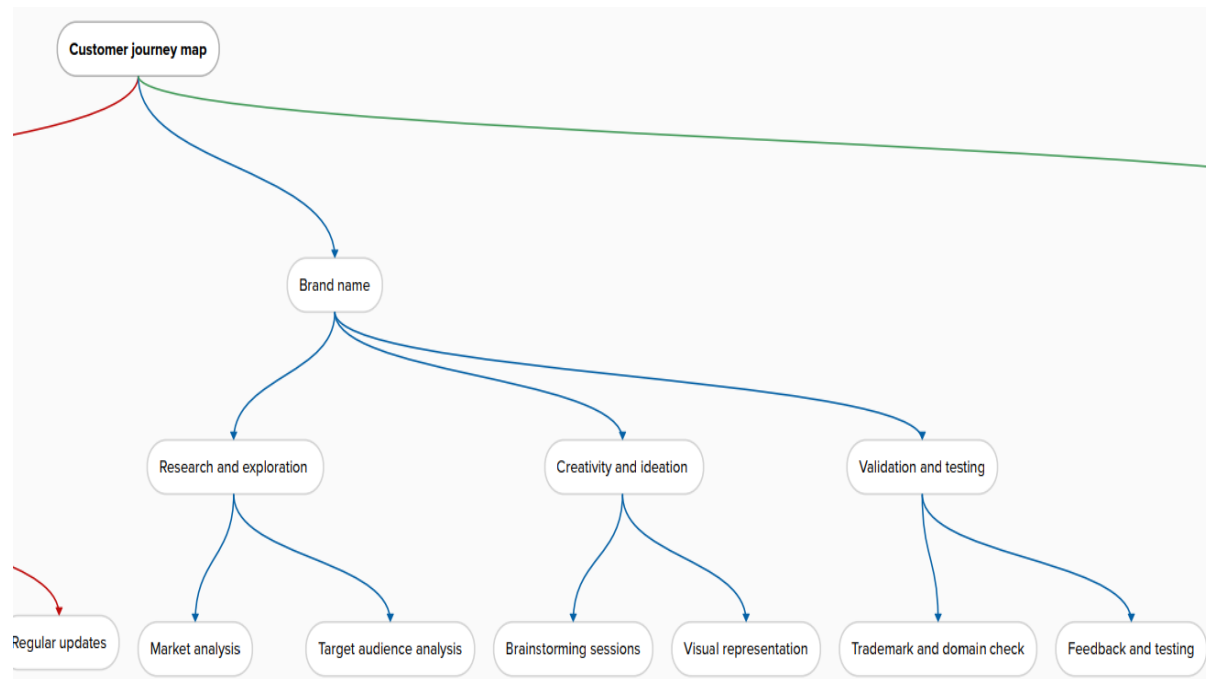 Customer journey map
Brand name
Research and exploration
Creativity and ideation
Validation and testing
Regular updates
Market analysis
Target audience analysis
Brainstorming sessions
Visual representation
Trademark and domain check
Feedback and testing